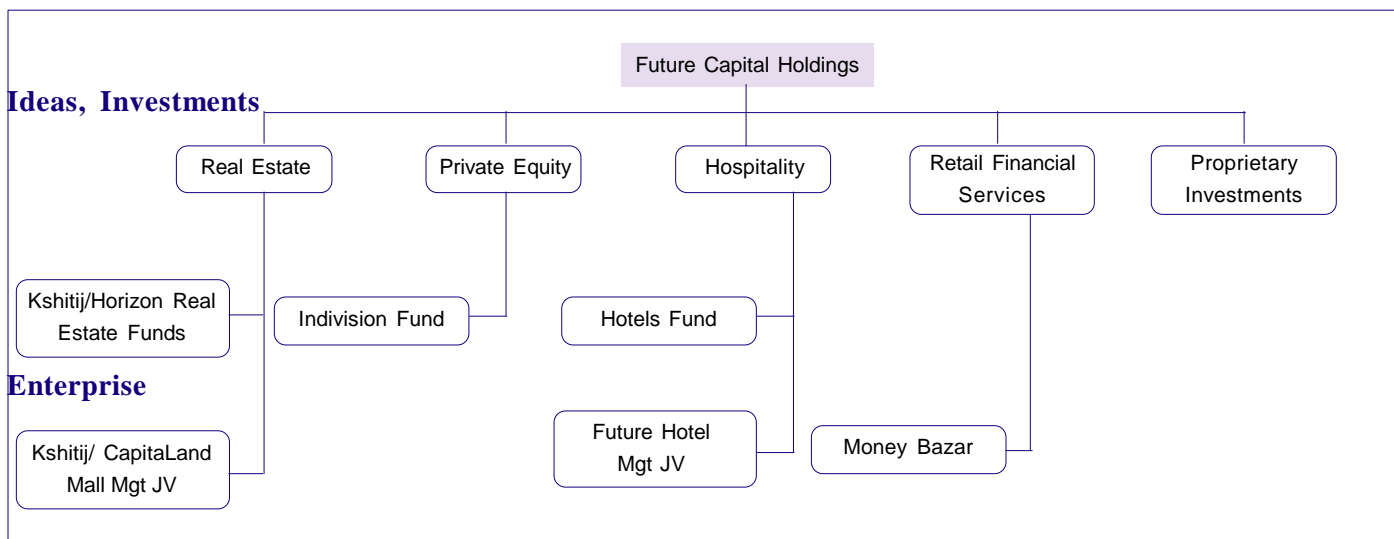 Future Capital Holdings
Ideas, Investments
Real Estate
Private Equity
Hospitality
Retail Financial
Services
Proprietary
Investments
Kshitij/Horizon Real
Estate Funds
Indivision Fund
Hotels Fund
Enterprise
Kshitij/ CapitaLand
Mall Mgt JV
Future Hotel
Mgt JV
Money Bazar